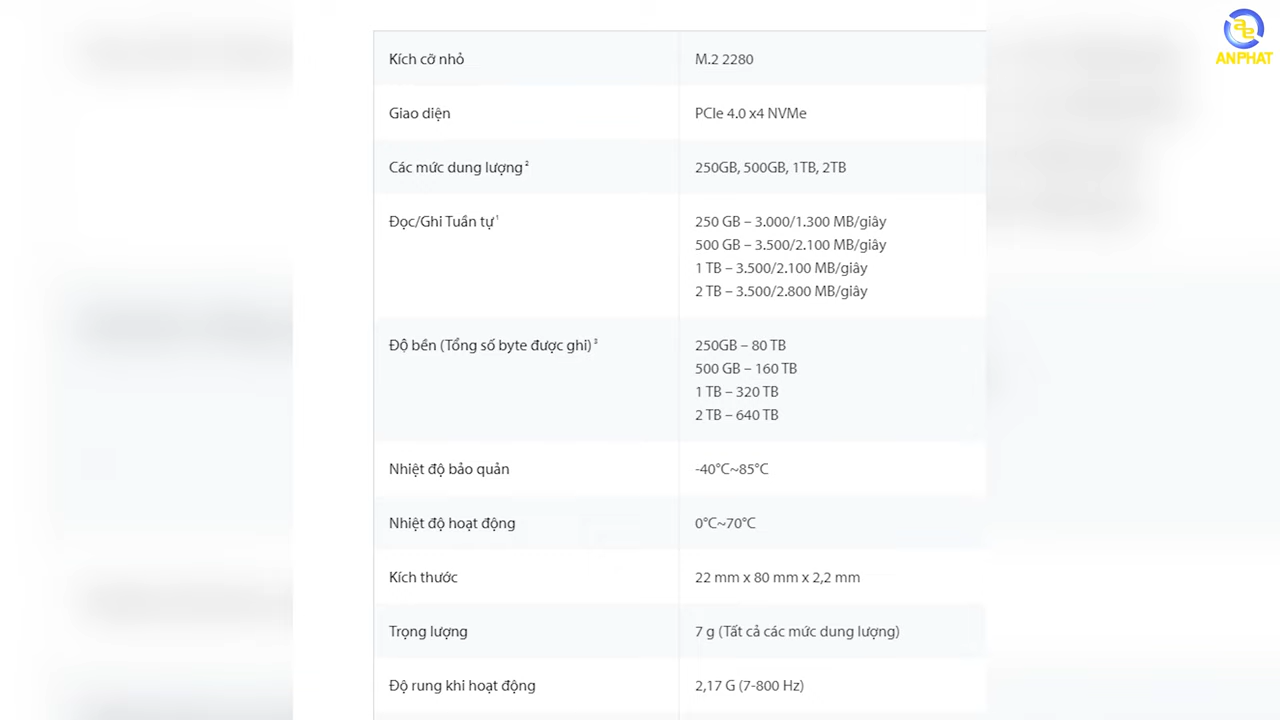 ae
ANPHAT
Kích cỡ nhỏ
M.2 2280
Giao diện
PCIe 4.0 x4 NVMe
Các mức dung lượng²
250GB, 500GB, 1TB, 2TB
Đọc/Ghi Tuần tự¹
250 GB – 3.000/1.300 MB/giây
500 GB – 3.500/2.100 MB/giây
1 TB – 3.500/2.100 MB/giây
2 TB – 3.500/2.800 MB/giây
Độ bền (Tổng số byte được ghi)³
250GB – 80 TB
500 GB – 160 TB
1 TB – 320 TB
2 TB – 640 TB
Nhiệt độ bảo quản
-40°C~85°C
Nhiệt độ hoạt động
0°C~70°C
Kích thước
22 mm x 80 mm x 2,2 mm
Trọng lượng
7 g (Tất cả các mức dung lượng)
Độ rung khi hoạt động
2,17 G (7-800 Hz)